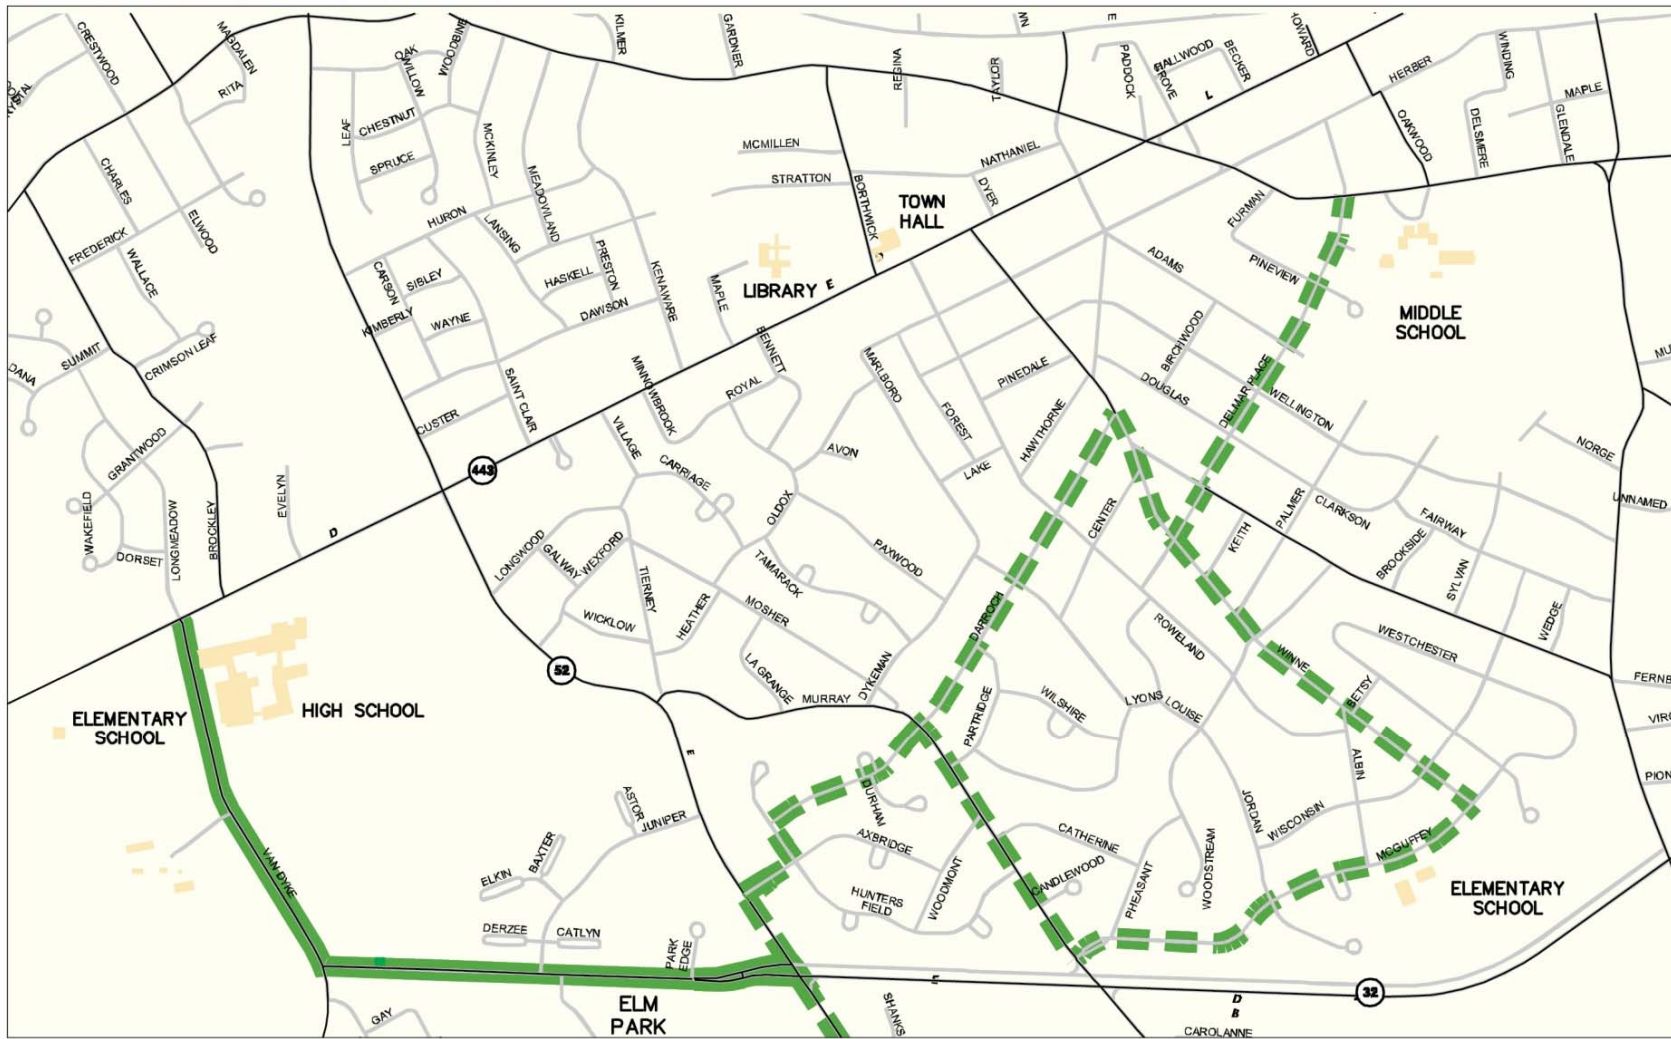 CRESTWOOD
MAGDALEN
RITA
OAK
WILLOW
WOODBINE
KILMER
GARDNER
REGINA
TAYLOR
WN
E
PADDOCK
GROVE
HALLWOOD
BECKER
HOWARD
L
HERBER
WINDING
MAPLE
OAKWOOD
DELSMERE
GLENDALE
LEAF
CHESTNUT
SPRUCE
MCKINLEY
MEADOWLAND
MCMILLEN
STRATTON
BORTHWICK
NATHANIEL
DYER
TOWN
HALL
FURMAN
CHARLES
ELWOOD
FREDERICK
WALLACE
HURON
LANSING
CARSON
SIBLEY
HASKELL
PRESTON
KENAWARE
MAPLE
LIBRARY
E
ADAMS
PINEVIEW
MIDDLE
SCHOOL
KIMBERLY
WAYNE
DAWSON
BENNETT
BIRCHWOOD
DANA
SUMMIT
CRIMSON LEAF
SAINT CLAIR
MINNOWBROOK
ROYAL
MARLBORO
PINEDALE
DOUGLAS
DELMAR PLACE
WELLINGTON
MU
CUSTER
VILLAGE
AVON
FOREST
HAWTHORNE
NORGE
GRANTWOOD
443
CARRIAGE
LAKE
WAKEFIELD
LONGMEADOW
BROCKLEY
EVELYN
D
OLDOX
CENTER
KEITH
PALMER
CLARKSON
FAIRWAY
UNNAMED
DORSET
LONGWOOD
GALWAY
WEXFORD
TAMARACK
PAXWOOD
BROOKSIDE
SYLVAN
TIERNEY
HEATHER
MOSHER
DARROCH
ROWELAND
WEDGE
WICKLOW
WESTCHESTER
52
LA GRANGE
DYKEMAN
WINNE
BETSY
FERNB
HIGH SCHOOL
MURRAY
PARTRIDGE
WILSHIRE
LYONS
LOUISE
VIRG
ELEMENTARY
SCHOOL
E
ALBIN
PION
ASTOR
JUNIPER
DURHAM
JORDAN
WISCONSIN
VAN DYKE
BAXTER
ELKIN
AXBRIDGE
CATHERINE
MCGUFFEY
CANDLEWOOD
WOODSTREAM
HUNTERS
FIELD
WOODMONT
PHEASANT
ELEMENTARY
SCHOOL
DERZEE
CATLYN
PARK
EDGE
32
D
B
ELM
PARK
GAY
SHANKS
CAROLANNE